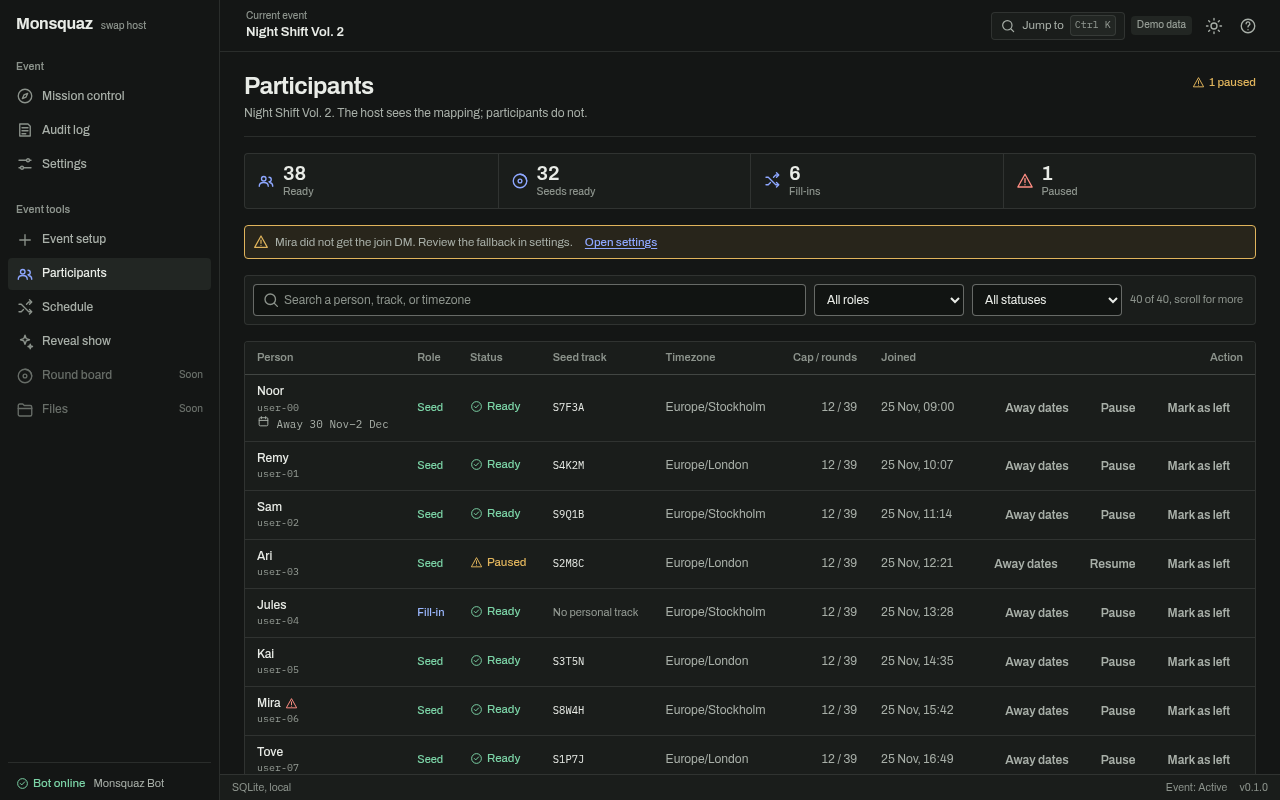 Monsquaz swap host
Event
Mission control
Audit log
Settings
Event tools
Event setup
Participants
Schedule
Reveal show
Round board Soon
Files Soon
Bot online Monsquaz Bot
Current event
Night Shift Vol. 2
Jump to Ctrl K Demo data
Participants
1 paused
Night Shift Vol. 2. The host sees the mapping; participants do not.
38
Ready
32
Seeds ready
6
Fill-ins
1
Paused
Mira did not get the join DM. Review the fallback in settings. Open settings
Search a person, track, or timezone All roles All statuses 40 of 40, scroll for more
Person Role Status Seed track Timezone Cap / rounds Joined Action
Noor
user-00
Away 30 Nov–2 Dec
Seed Ready S7F3A Europe/Stockholm 12 / 39 25 Nov, 09:00 Away dates Pause Mark as left
Remy
user-01
Seed Ready S4K2M Europe/London 12 / 39 25 Nov, 10:07 Away dates Pause Mark as left
Sam
user-02
Seed Ready S9Q1B Europe/Stockholm 12 / 39 25 Nov, 11:14 Away dates Pause Mark as left
Ari
user-03
Seed Paused S2M8C Europe/London 12 / 39 25 Nov, 12:21 Away dates Resume Mark as left
Jules
user-04
Fill-in Ready No personal track Europe/Stockholm 12 / 39 25 Nov, 13:28 Away dates Pause Mark as left
Kai
user-05
Seed Ready S3T5N Europe/London 12 / 39 25 Nov, 14:35 Away dates Pause Mark as left
Mira
user-06
Seed Ready S8W4H Europe/Stockholm 12 / 39 25 Nov, 15:42 Away dates Pause Mark as left
Tove
user-07
Seed Ready S1P7J Europe/London 12 / 39 25 Nov, 16:49 Away dates Pause Mark as left
SQLite, local Event: Active v0.1.0